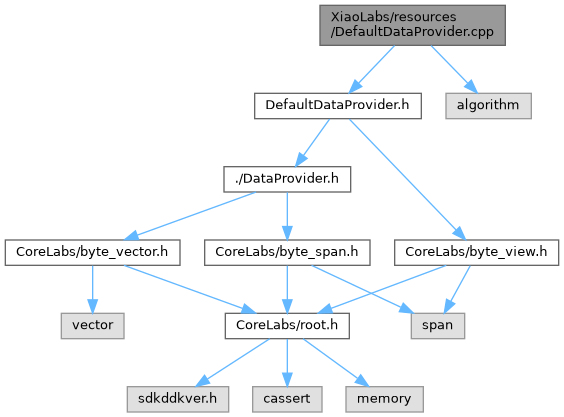 XiaoLabs/resources
/DefaultDataProvider.cpp
DefaultDataProvider.h
algorithm
./DataProvider.h
CoreLabs/byte_vector.h
CoreLabs/byte_span.h
CoreLabs/byte_view.h
vector
CoreLabs/root.h
span
sdkddkver.h
cassert
memory